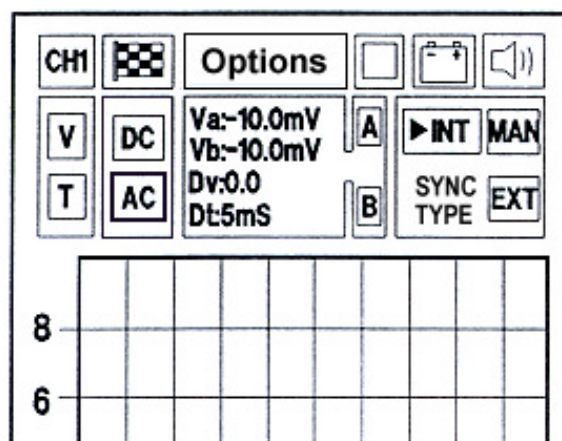 CH1 Options
V DC Va:-10.0mV A ▶INT MAN
Vb:-10.0mV
T AC Dv:0.0 B SYNC EXT
Dt:5mS TYPE
8
6